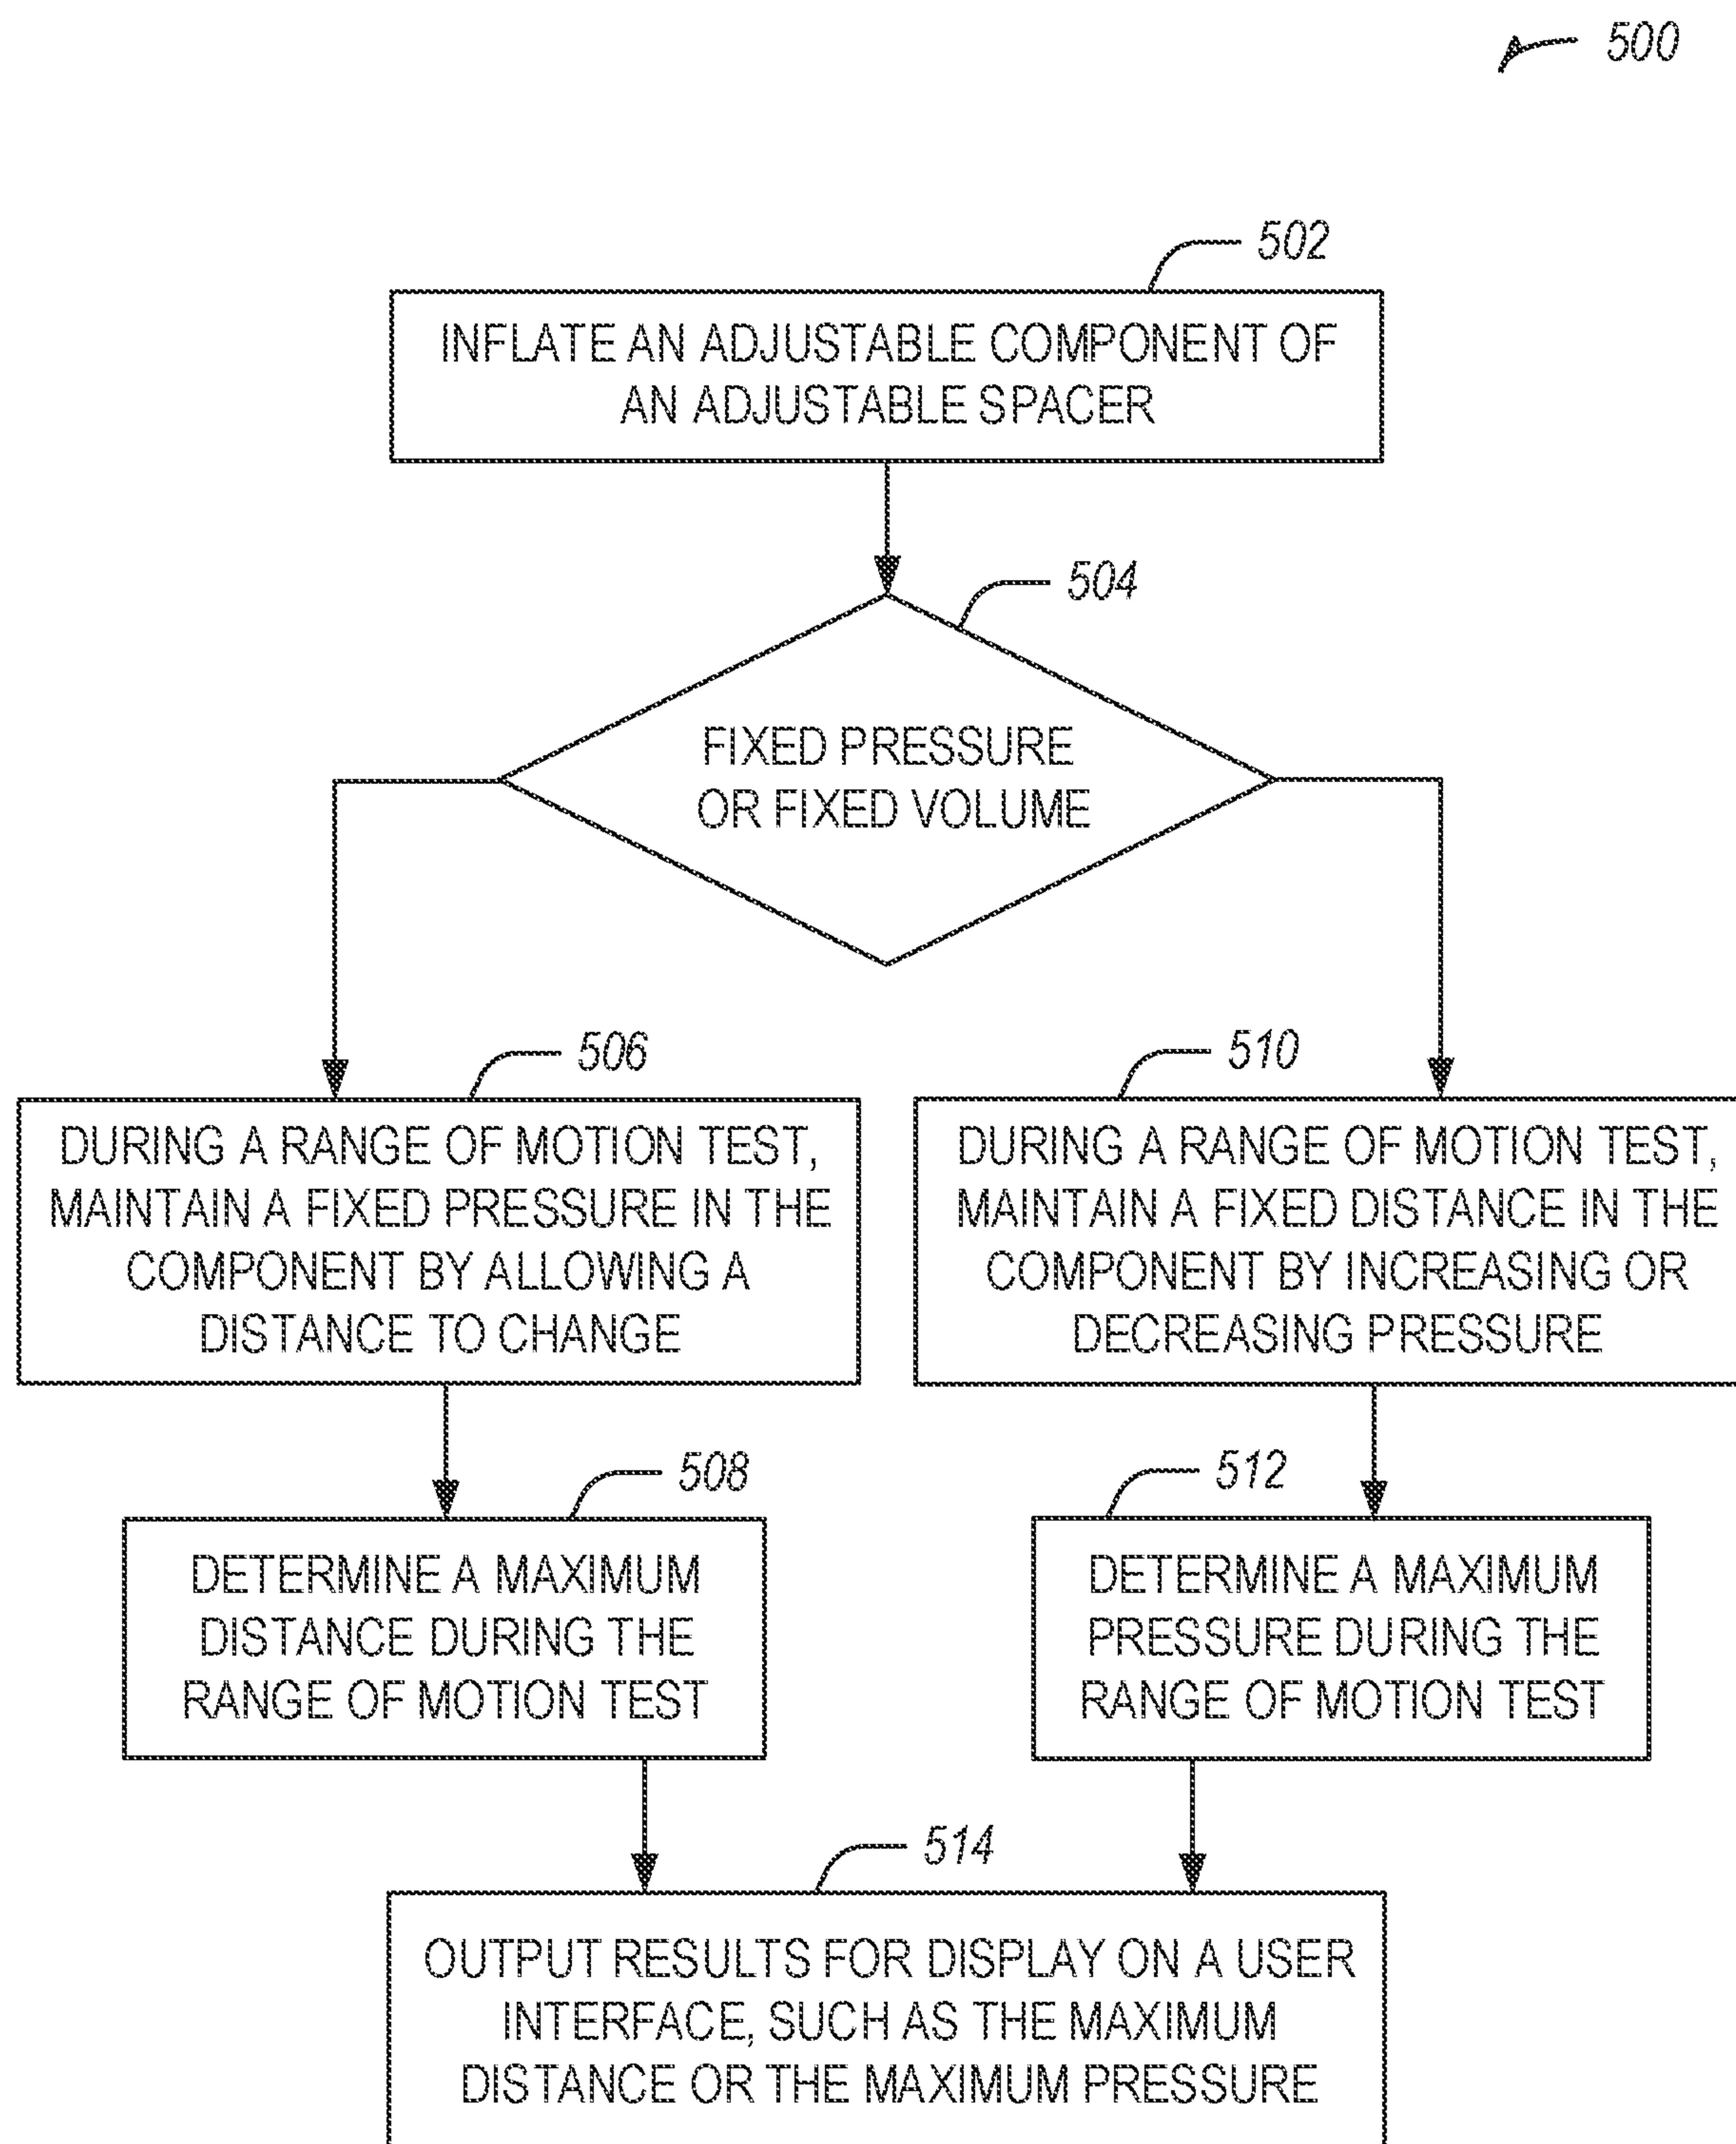 500
502
INFLATE AN ADJUSTABLE COMPONENT OF
AN ADJUSTABLE SPACER
504
FIXED PRESSURE
OR FIXED VOLUME
506
DURING A RANGE OF MOTION TEST,
MAINTAIN A FIXED PRESSURE IN THE
COMPONENT BY ALLOWING A
DISTANCE TO CHANGE
510
DURING A RANGE OF MOTION TEST,
MAINTAIN A FIXED DISTANCE IN THE
COMPONENT BY INCREASING OR
DECREASING PRESSURE
508
DETERMINE A MAXIMUM
DISTANCE DURING THE
RANGE OF MOTION TEST
512
DETERMINE A MAXIMUM
PRESSURE DURING THE
RANGE OF MOTION TEST
514
OUTPUT RESULTS FOR DISPLAY ON A USER
INTERFACE, SUCH AS THE MAXIMUM
DISTANCE OR THE MAXIMUM PRESSURE